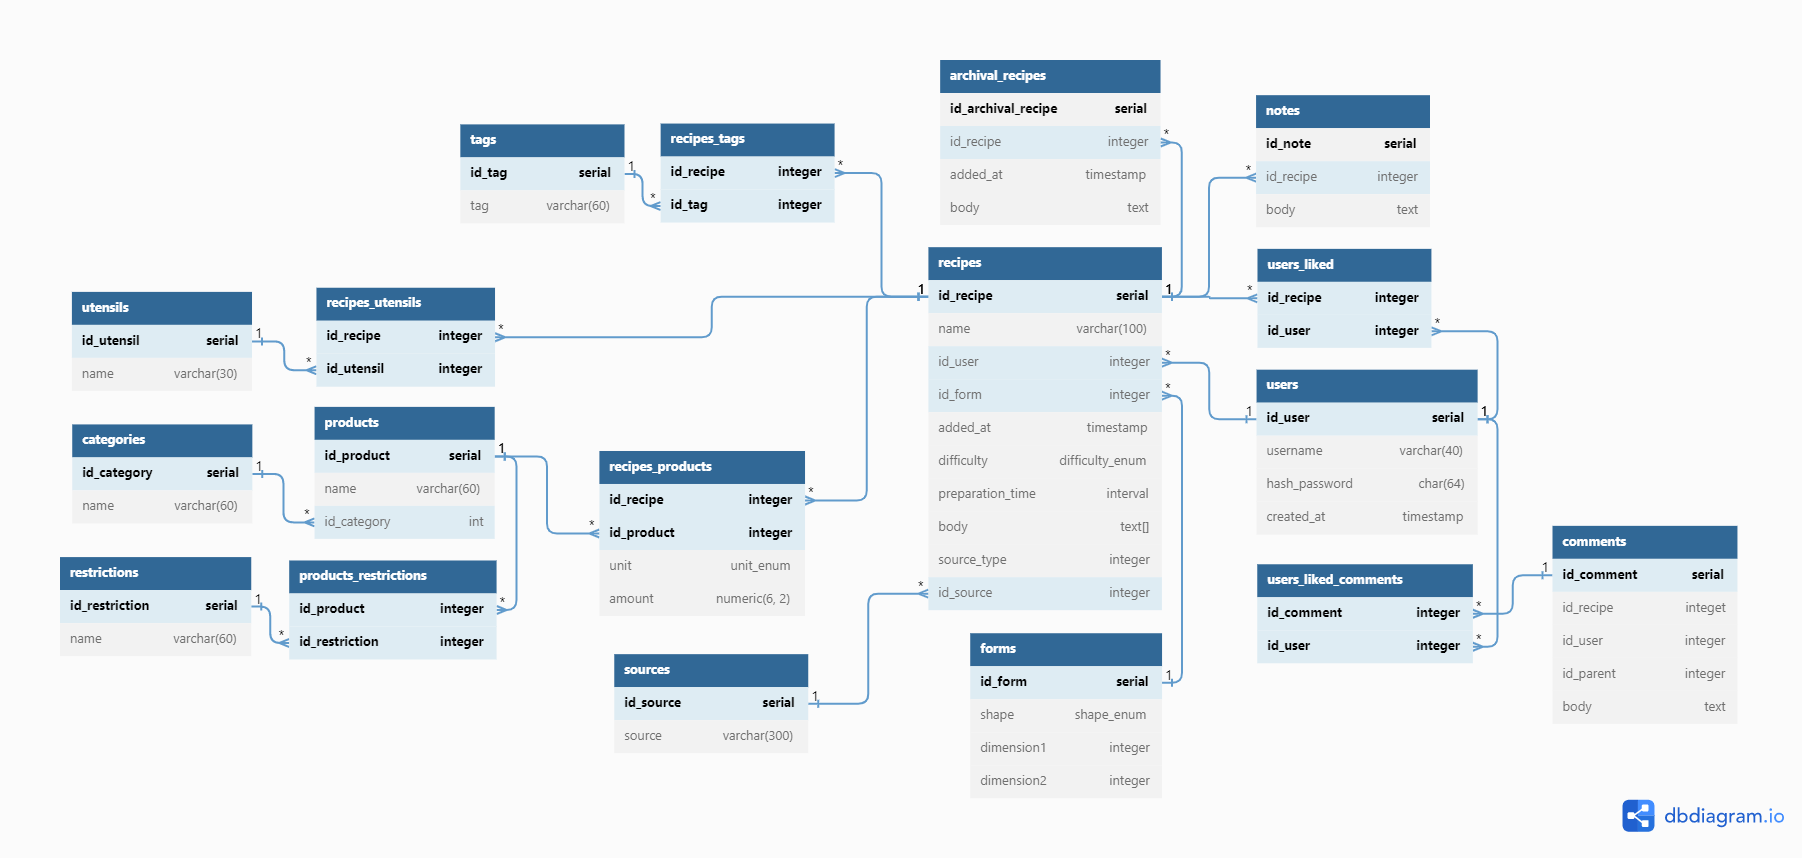 archival_recipes
id_archival_recipe serial
id_recipe integer
added_at timestamp
body text
notes
id_note serial
id_recipe integer
body text
tags
id_tag serial
tag varchar(60)
recipes_tags
id_recipe integer
id_tag integer
recipes
id_recipe serial
name varchar(100)
id_user integer
id_form integer
added_at timestamp
difficulty difficulty_enum
preparation_time interval
body text[]
source_type integer
id_source integer
users_liked
id_recipe integer
id_user integer
utensils
id_utensil serial
name varchar(30)
recipes_utensils
id_recipe integer
id_utensil integer
users
id_user serial
username varchar(40)
hash_password char(64)
created_at timestamp
categories
id_category serial
name varchar(60)
products
id_product serial
name varchar(60)
id_category int
recipes_products
id_recipe integer
id_product integer
unit unit_enum
amount numeric(6, 2)
restrictions
id_restriction serial
name varchar(60)
products_restrictions
id_product integer
id_restriction integer
users_liked_comments
id_comment integer
id_user integer
comments
id_comment serial
id_recipe integet
id_user integer
id_parent integer
body text
sources
id_source serial
source varchar(300)
forms
id_form serial
shape shape_enum
dimension1 integer
dimension2 integer
1
*
*
*
*
1
1
*
*
1
*
*
*
1
*
1
1
1
*
1
*
*
*
1
*
1
*
*
*
1
*
1
1
dbdiagram.io